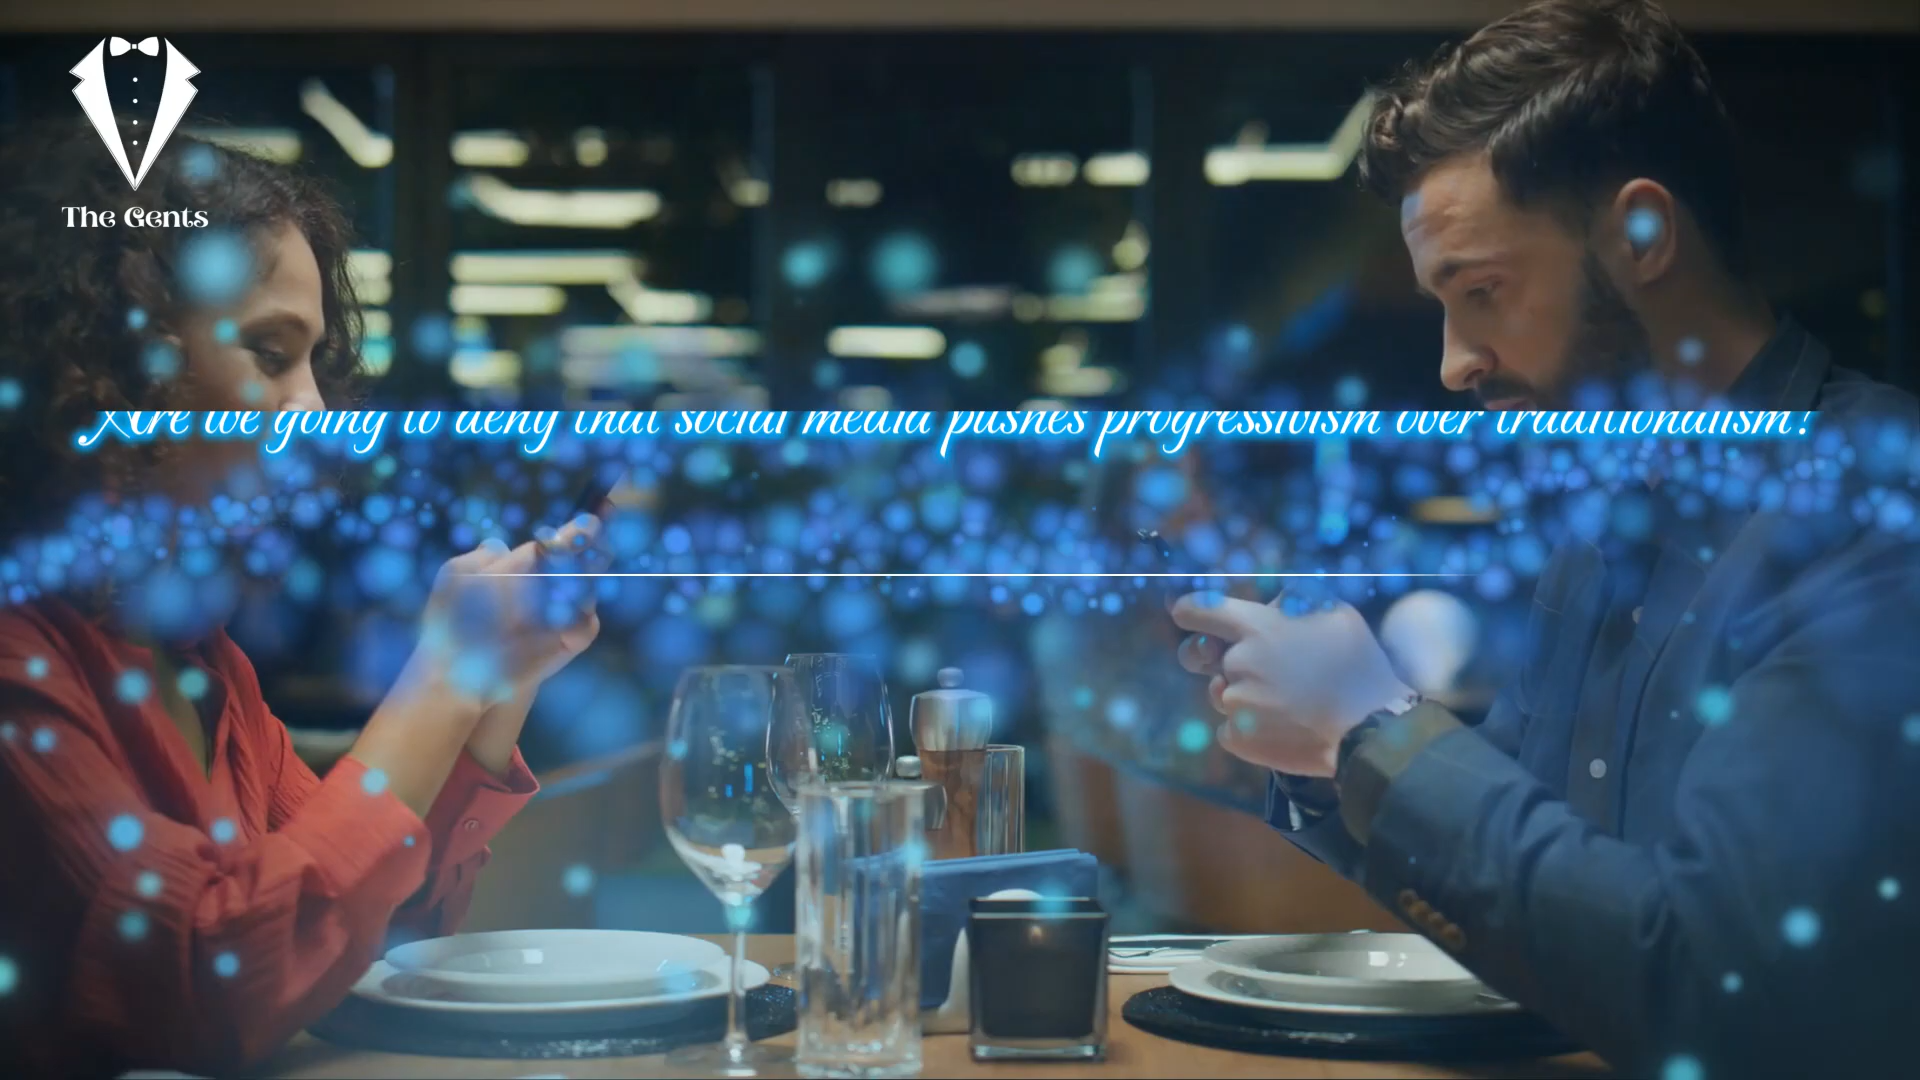 The Gents
Are we going to deny that social media pushes progressivism over traditionalism?